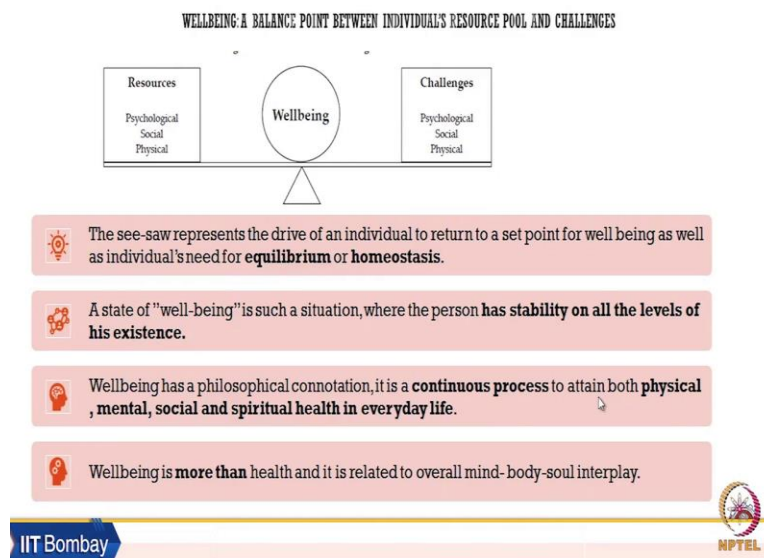 WELLBEING: A BALANCE POINT BETWEEN INDIVIDUAL'S RESOURCE POOL AND CHALLENGES
Resources
Psychological
Social
Physical
Wellbeing
Challenges
Psychological
Social
Physical
The see-saw represents the drive of an individual to return to a set point for well being as well
as individual's need for equilibrium or homeostasis.
A state of "well-being" is such a situation, where the person has stability on all the levels of
his existence.
Wellbeing has a philosophical connotation, it is a continuous process to attain both physical
, mental, social and spiritual health in everyday life.
Wellbeing is more than health and it is related to overall mind- body-soul interplay.
IIT Bombay
NPTEL